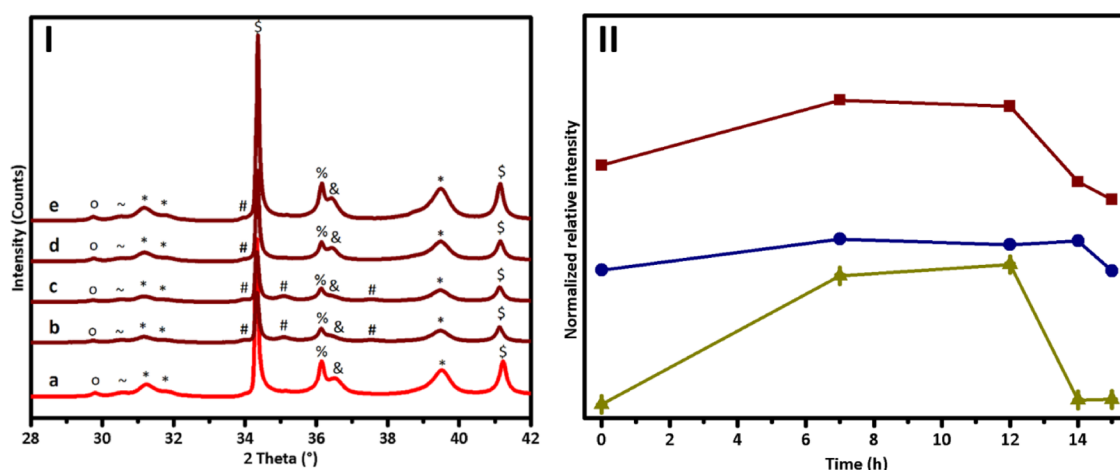 I
$
e o ~ * * # % & * $
d o ~ * * # % & * $
c o ~ * * # # % & # * $
b o ~ * * # # % & # * $
a o ~ * * % & * $
28 30 32 34 36 38 40 42
2 Theta (°)
Intensity (Counts)
II
Normalized relative intensity
0 2 4 6 8 10 12 14
Time (h)